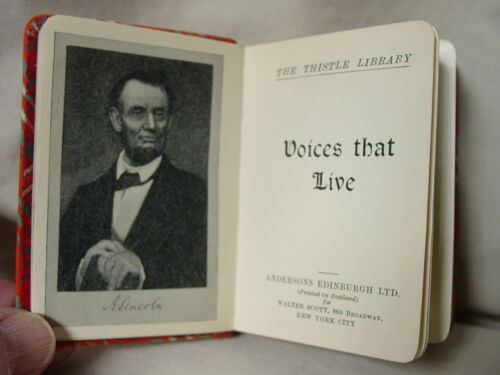 A. Lincoln
THE THISTLE LIBRARY
Voices that
Live
ANDERSONS EDINBURGH LTD.
(Printed in Scotland)
for
WALTER SCOTT, 960 BROADWAY,
NEW YORK CITY